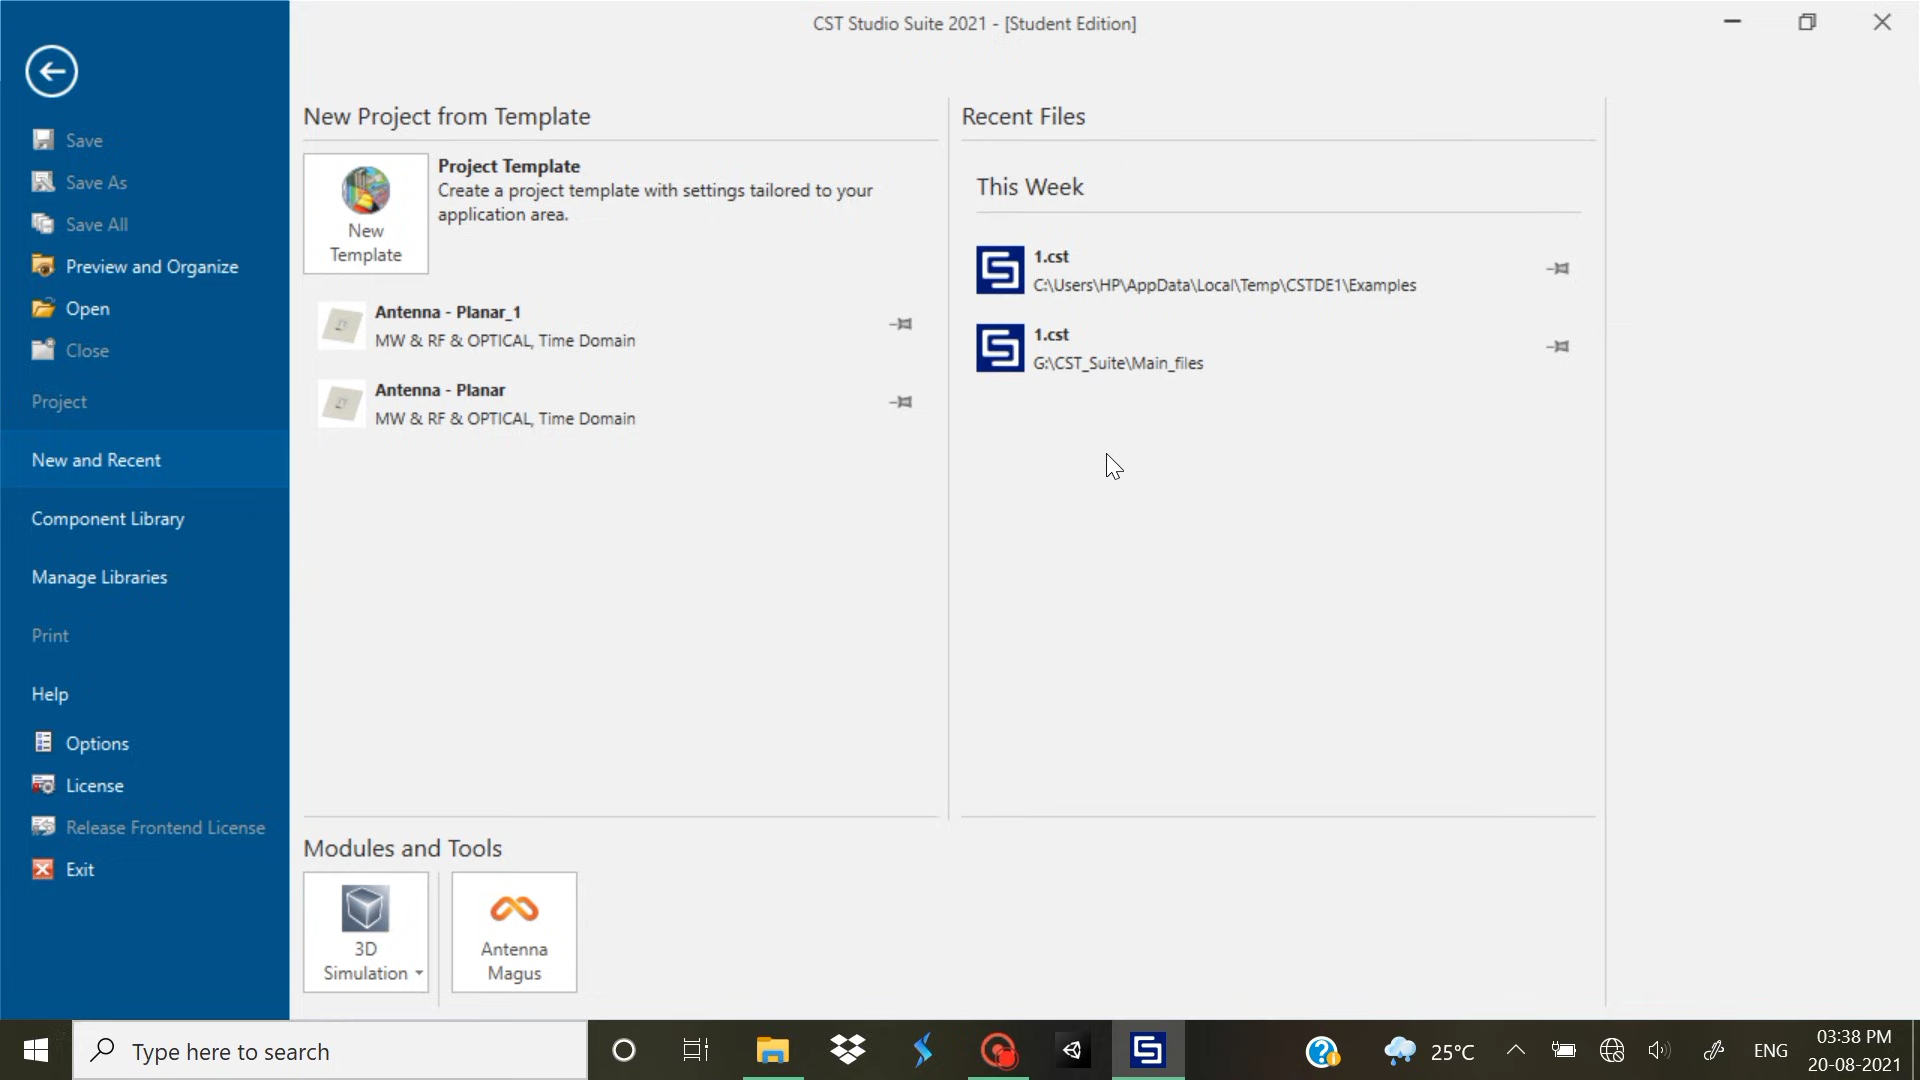 CST Studio Suite 2021 - [Student Edition]
Save
Save As
Save All
Preview and Organize
Open
Close
Project
New and Recent
Component Library
Manage Libraries
Print
Help
Options
License
Release Frontend License
Exit
New Project from Template
New
Template
Project Template
Create a project template with settings tailored to your
application area.
Antenna - Planar_1
MW & RF & OPTICAL, Time Domain
Antenna - Planar
MW & RF & OPTICAL, Time Domain
Recent Files
This Week
1.cst
C:\Users\HP\AppData\Local\Temp\CSTDE1\Examples
1.cst
G:\CST_Suite\Main_files
Modules and Tools
3D
Simulation
Antenna
Magus
Type here to search
25°C
ENG
03:38 PM
20-08-2021